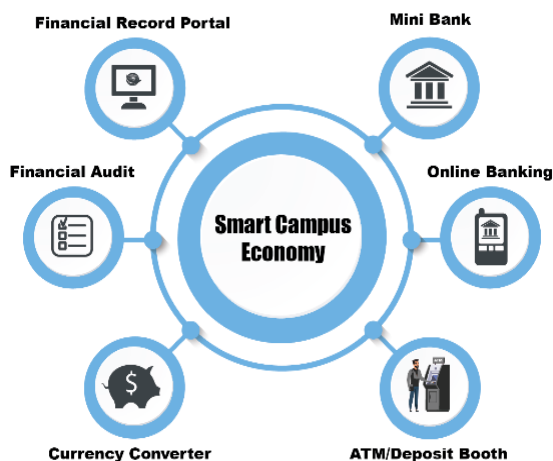 Financial Record Portal
Mini Bank
Financial Audit
Online Banking
Smart Campus
Economy
$
Currency Converter
ATM/Deposit Booth